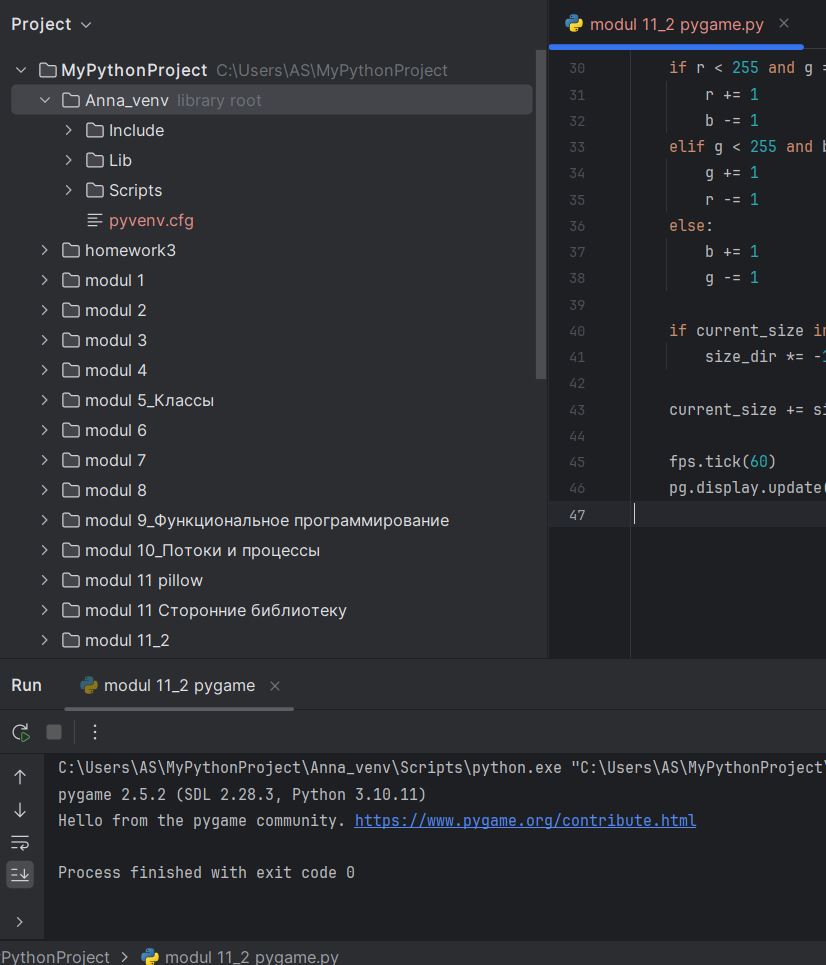 Project
MyPythonProject C:\Users\AS\MyPythonProject
Anna_venv library root
Include
Lib
Scripts
pyvenv.cfg
homework3
modul 1
modul 2
modul 3
modul 4
modul 5_Классы
modul 6
modul 7
modul 8
modul 9_Функциональное программирование
modul 10_Потоки и процессы
modul 11 pillow
modul 11 Сторонние библиотеку
modul 11_2
modul 11_2 pygame.py
30 if r < 255 and g =
31 r += 1
32 b -= 1
33 elif g < 255 and b
34 g += 1
35 r -= 1
36 else:
37 b += 1
38 g -= 1
39
40 if current_size in
41 size_dir *= -1
42
43 current_size += si
44
45 fps.tick(60)
46 pg.display.update(
47
Run modul 11_2 pygame
C:\Users\AS\MyPythonProject\Anna_venv\Scripts\python.exe "C:\Users\AS\MyPythonProject\
pygame 2.5.2 (SDL 2.28.3, Python 3.10.11)
Hello from the pygame community. https://www.pygame.org/contribute.html
Process finished with exit code 0
PythonProject > modul 11_2 pygame.py